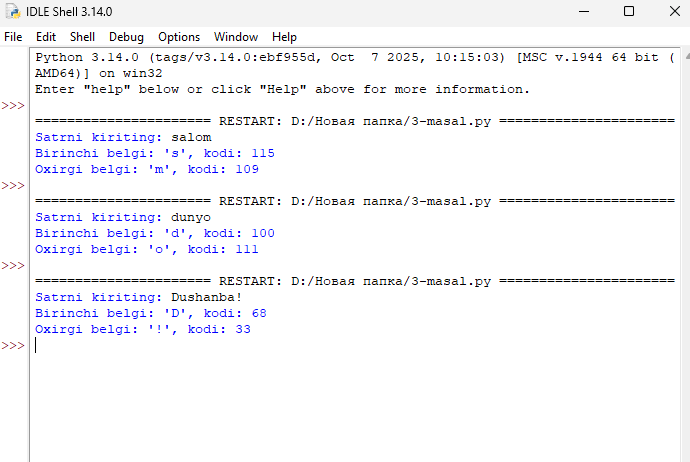 IDLE Shell 3.14.0
File Edit Shell Debug Options Window Help
Python 3.14.0 (tags/v3.14.0:ebf955d, Oct  7 2025, 10:15:03) [MSC v.1944 64 bit (
AMD64)] on win32
Enter "help" below or click "Help" above for more information.
>>>
====================== RESTART: D:/Новая папка/3-masal.py ======================
Satrni kiriting: salom
Birinchi belgi: 's', kodi: 115
Oxirgi belgi: 'm', kodi: 109
>>>
====================== RESTART: D:/Новая папка/3-masal.py ======================
Satrni kiriting: dunyo
Birinchi belgi: 'd', kodi: 100
Oxirgi belgi: 'o', kodi: 111
>>>
====================== RESTART: D:/Новая папка/3-masal.py ======================
Satrni kiriting: Dushanba!
Birinchi belgi: 'D', kodi: 68
Oxirgi belgi: '!', kodi: 33
>>>